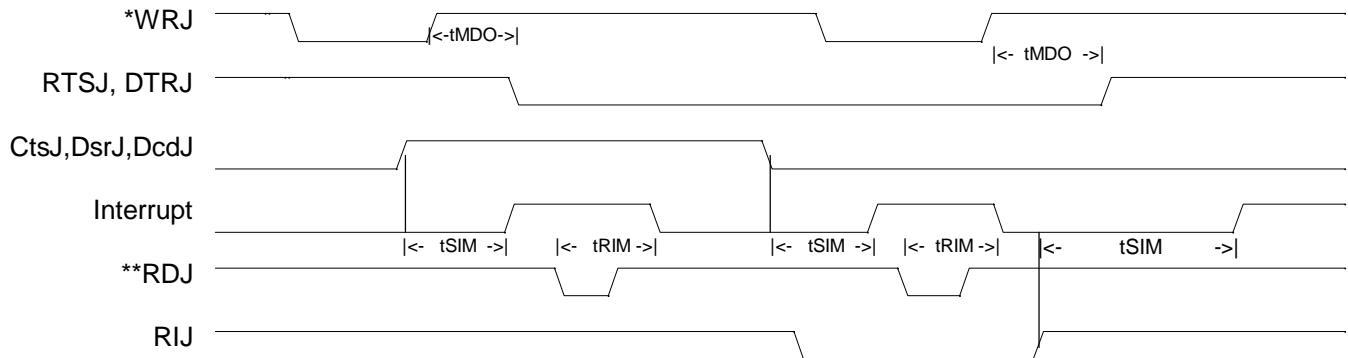 *WRJ
|<-tMDO->|
|<- tMDO ->|
RTSJ, DTRJ
CtsJ,DsrJ,DcdJ
Interrupt
|<- tSIM ->|
|<- tRIM ->|
|<- tSIM ->|
|<- tRIM ->|
|<- tSIM ->|
**RDJ
RIJ